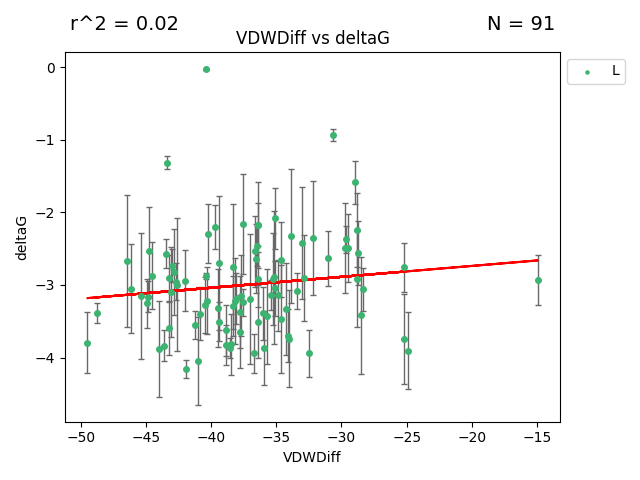 r^2 = 0.02
N = 91
VDWDiff vs deltaG
L
deltaG
0
−1
−2
−3
−4
−50
−45
−40
−35
−30
−25
−20
−15
VDWDiff